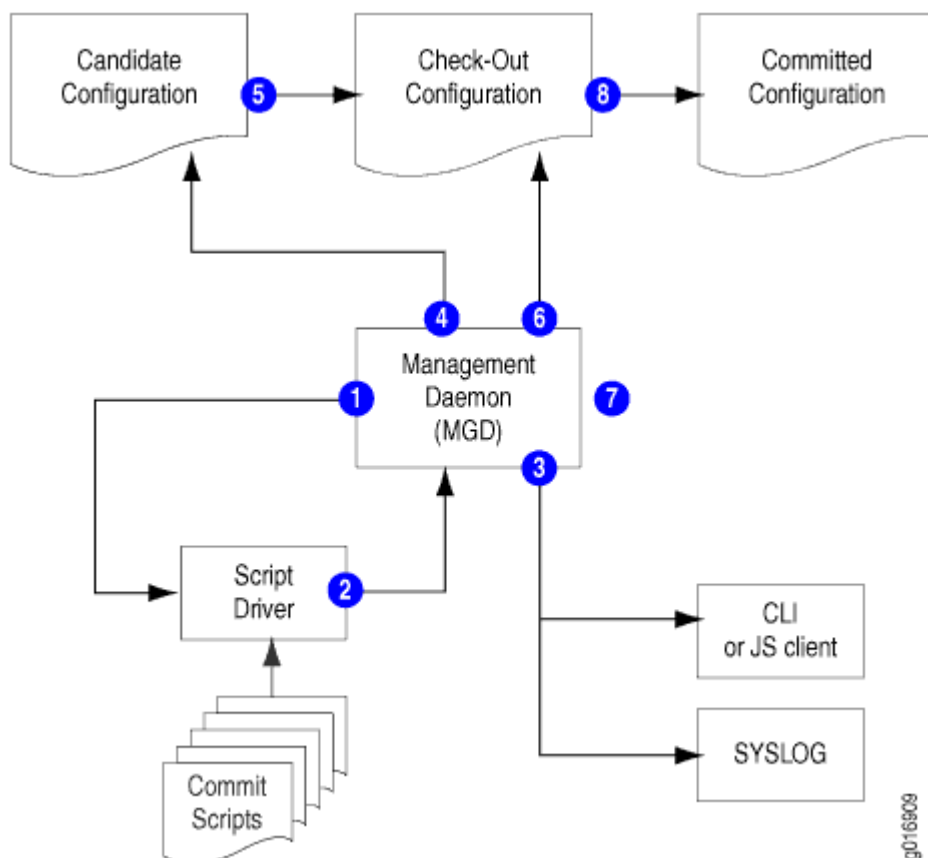 Candidate
Configuration
5
Check-Out
Configuration
8
Committed
Configuration
4
6
Management
Daemon
(MGD)
1
7
3
Script
Driver
2
CLI
or JS client
SYSLOG
Commit
Scripts
g016909